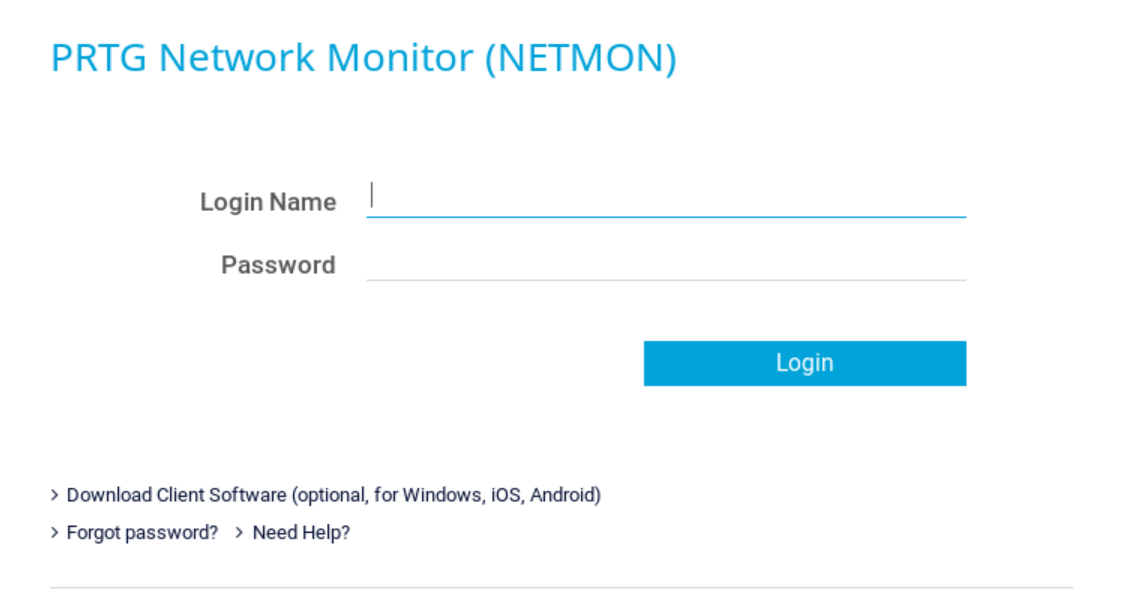 PRTG Network Monitor (NETMON)
Login Name
Password
Login
Download Client Software (optional, for Windows, iOS, Android)
Forgot password? Need Help?